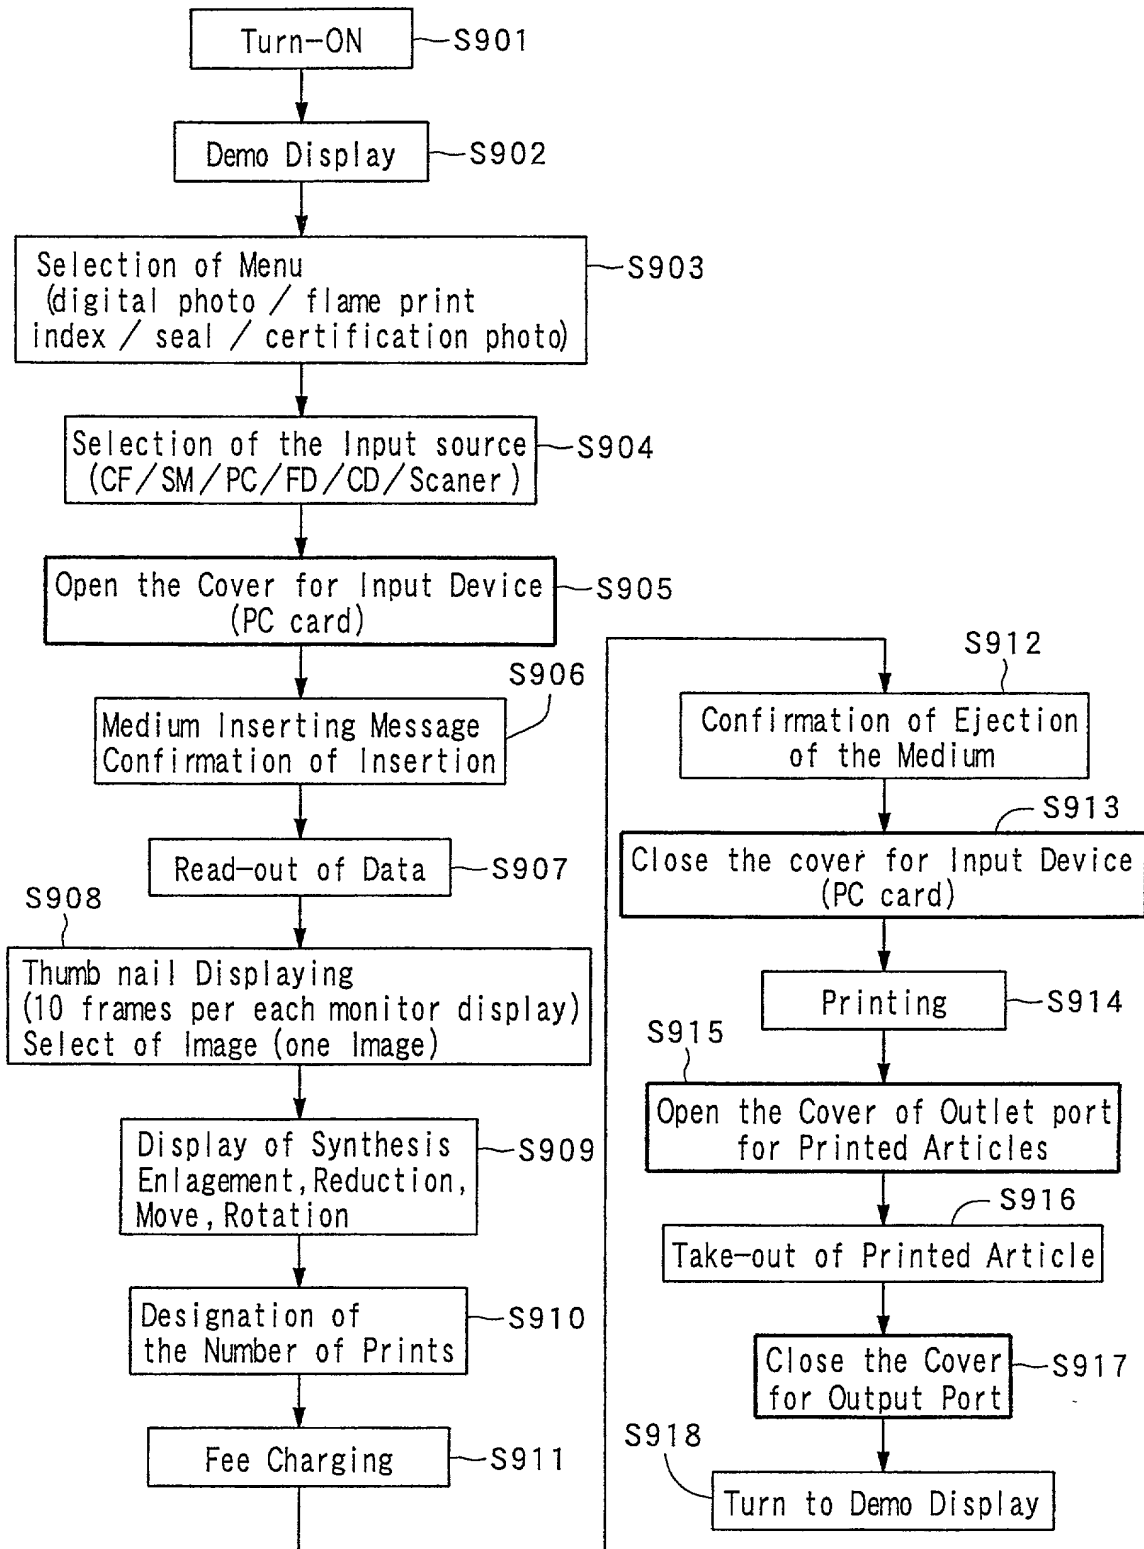 Turn-ON
S901
Demo Display
S902
Selection of Menu
(digital photo / flame print
index / seal / certification photo)
S903
Selection of the Input source
(CF/SM/PC/FD/CD/Scaner)
S904
Open the Cover for Input Device
(PC card)
S905
S906
Medium Inserting Message
Confirmation of Insertion
Read-out of Data
S907
S908
Thumb nail Displaying
(10 frames per each monitor display)
Select of Image (one Image)
Display of Synthesis
Enlagement, Reduction,
Move, Rotation
S909
Designation of
the Number of Prints
S910
Fee Charging
S911
S912
Confirmation of Ejection
of the Medium
S913
Close the cover for Input Device
(PC card)
Printing
S914
S915
Open the Cover of Outlet port
for Printed Articles
S916
Take-out of Printed Article
Close the Cover
for Output Port
S917
S918
Turn to Demo Display